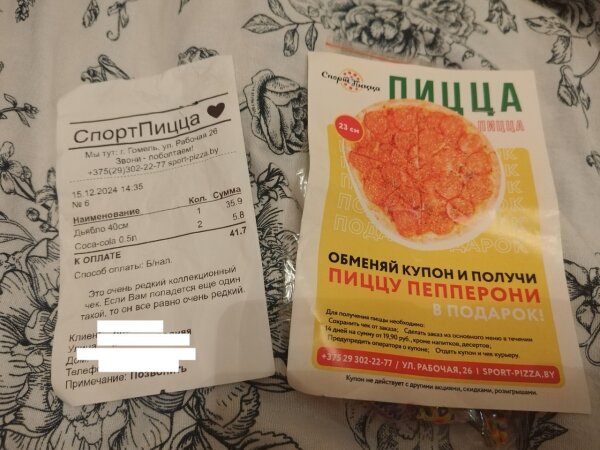 СпортПицца
Мы тут: г. Гомель, ул. Рабочая 26
Звони - поболтаем!
+375(29)302-22-77 sport-pizza.by
15.12.2024 14:35
№ 6
Наименование Кол. Сумма
Дьябло 40см 1 35.9
Coca-cola 0.5л 2 5.8
К ОПЛАТЕ 41.7
Способ оплаты: Б/нал.
Это очень редкий коллекционный
чек. Если Вам попадется еще один
такой, то он все равно очень редкий.
Примечание: Позвонить
Спорт Пицца
ПИЦЦА
ПИЦЦА
23 см
ПОДАРОК
ОБМЕНЯЙ КУПОН И ПОЛУЧИ
ПИЦЦУ ПЕППЕРОНИ
В ПОДАРОК!
Для получения пиццы необходимо:
Сохранить чек от заказа; Сделать заказ из основного меню в течении
14 дней на сумму от 19,90 руб., кроме напитков, десертов;
Предупредить оператора о купоне; Отдать купон и чек курьеру.
+375 29 302-22-77 / УЛ. РАБОЧАЯ, 26 | SPORT-PIZZA.BY
Купон не действует с другими акциями, скидками, розыгрышами.